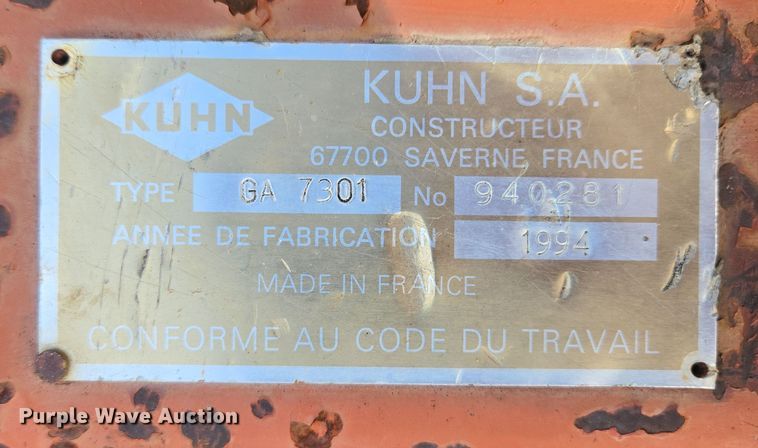 KUHN
KUHN S.A.
CONSTRUCTEUR
67700 SAVERNE, FRANCE
TYPE GA 7301 No 940281
ANNEE DE FABRICATION 1994
MADE IN FRANCE
CONFORME AU CODE DU TRAVAIL
Purple Wave Auction